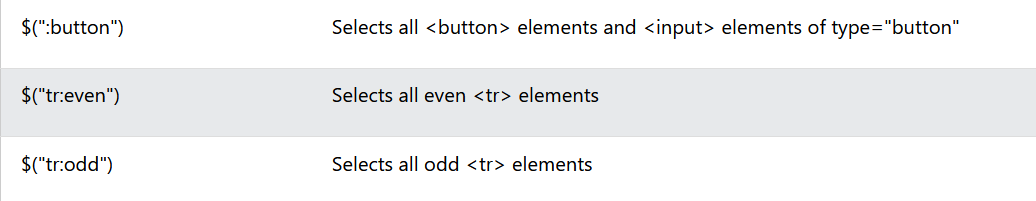 $(":button") Selects all <button> elements and <input> elements of type="button"
$("tr:even") Selects all even <tr> elements
$("tr:odd") Selects all odd <tr> elements